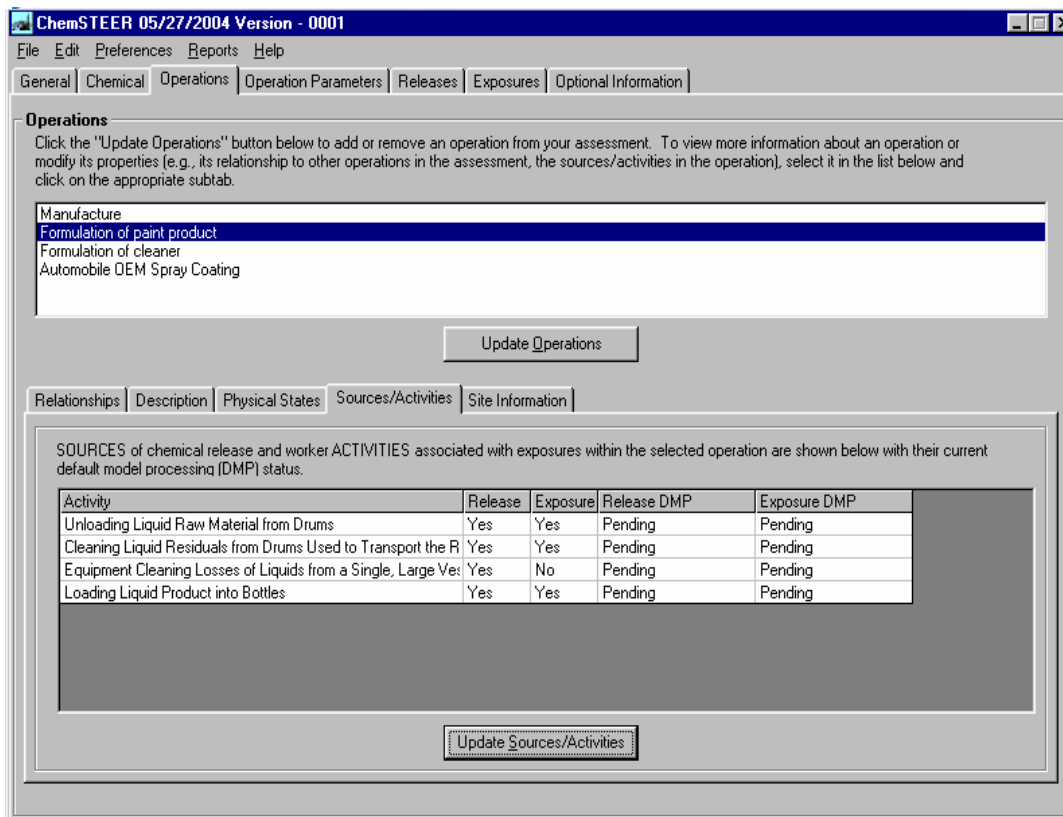 ChemSTEER 05/27/2004 Version - 0001
File Edit Preferences Reports Help
General Chemical Operations Operation Parameters Releases Exposures Optional Information
Operations
Click the "Update Operations" button below to add or remove an operation from your assessment. To view more information about an operation or
modify its properties (e.g., its relationship to other operations in the assessment, the sources/activities in the operation), select it in the list below and
click on the appropriate subtab.
Manufacture
Formulation of paint product
Formulation of cleaner
Automobile OEM Spray Coating
Update Operations
Relationships Description Physical States Sources/Activities Site Information
SOURCES of chemical release and worker ACTIVITIES associated with exposures within the selected operation are shown below with their current
default model processing (DMP) status.
Activity Release Exposure Release DMP Exposure DMP
Unloading Liquid Raw Material from Drums Yes Yes Pending Pending
Cleaning Liquid Residuals from Drums Used to Transport the R Yes Yes Pending Pending
Equipment Cleaning Losses of Liquids from a Single, Large Ves Yes No Pending Pending
Loading Liquid Product into Bottles Yes Yes Pending Pending
Update Sources/Activities